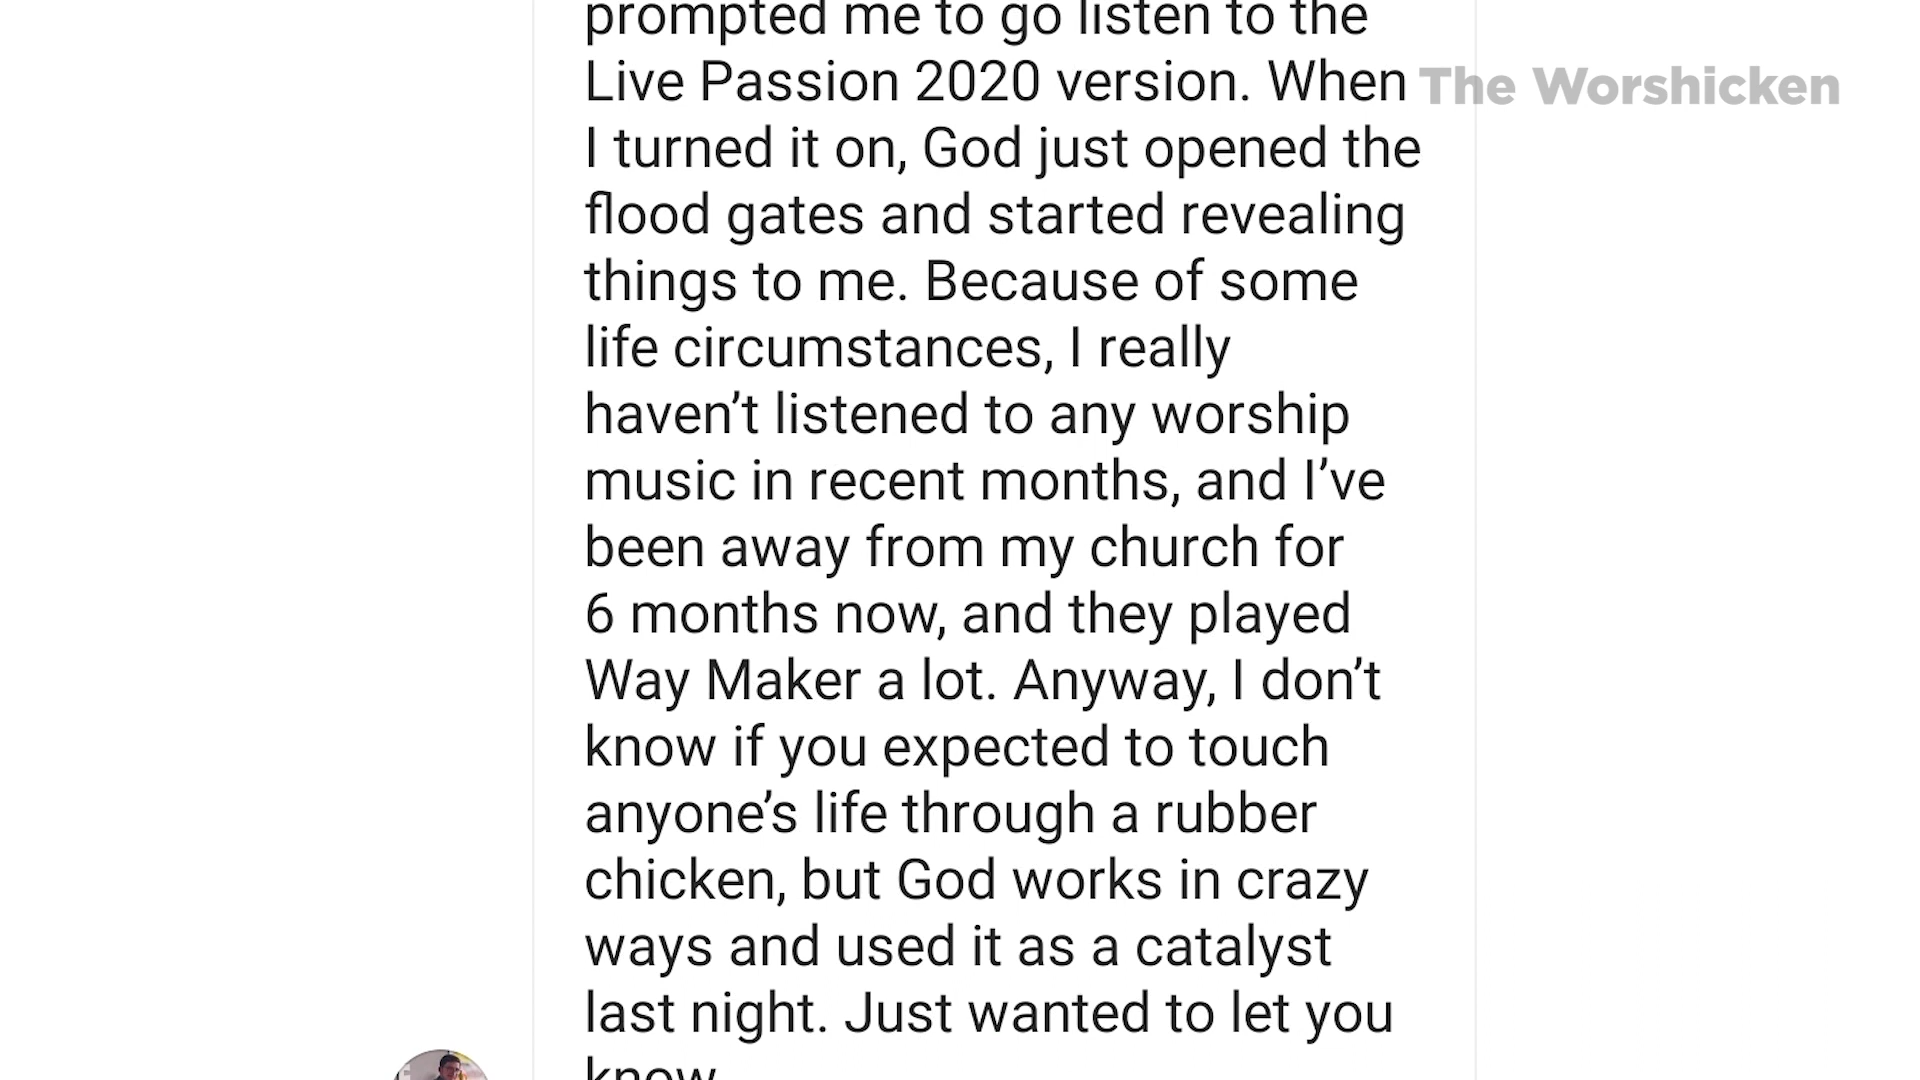 prompted me to go listen to the
Live Passion 2020 version. When
The Worshicken
I turned it on, God just opened the
flood gates and started revealing
things to me. Because of some
life circumstances, I really
haven’t listened to any worship
music in recent months, and I’ve
been away from my church for
6 months now, and they played
Way Maker a lot. Anyway, I don’t
know if you expected to touch
anyone’s life through a rubber
chicken, but God works in crazy
ways and used it as a catalyst
last night. Just wanted to let you
know